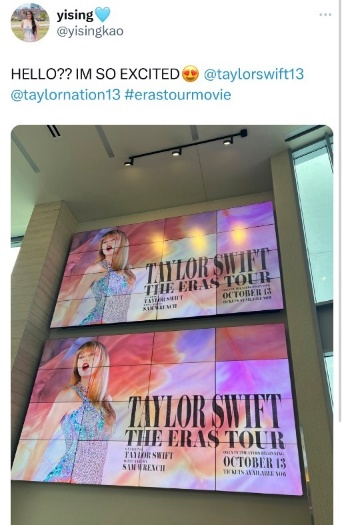 yising🩵
@yisingkao
HELLO?? IM SO EXCITED😍 @taylorswift13
@taylornation13 #erastourmovie
TAYLOR SWIFT
THE ERAS TOUR
TAYLOR SWIFT
SAM WRENCH
OCTOBER 13
TICKETS AVAILABLE NOW
TAYLOR SWIFT
THE ERAS TOUR
TAYLOR SWIFT
SAM WRENCH
OCTOBER 13
TICKETS AVAILABLE NOW